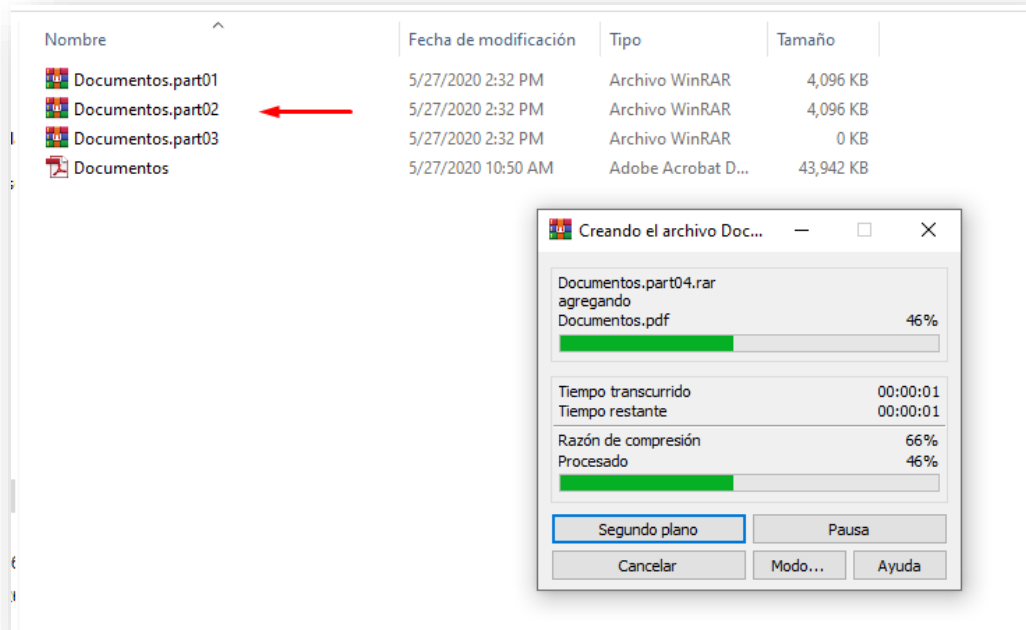 Nombre Fecha de modificación Tipo Tamaño
Documentos.part01 5/27/2020 2:32 PM Archivo WinRAR 4,096 KB
Documentos.part02 5/27/2020 2:32 PM Archivo WinRAR 4,096 KB
Documentos.part03 5/27/2020 2:32 PM Archivo WinRAR 0 KB
Documentos 5/27/2020 10:50 AM Adobe Acrobat D... 43,942 KB
Creando el archivo Doc...
Documentos.part04.rar
agregando
Documentos.pdf 46%
Tiempo transcurrido 00:00:01
Tiempo restante 00:00:01
Razón de compresión 66%
Procesado 46%
Segundo plano Pausa
Cancelar Modo... Ayuda